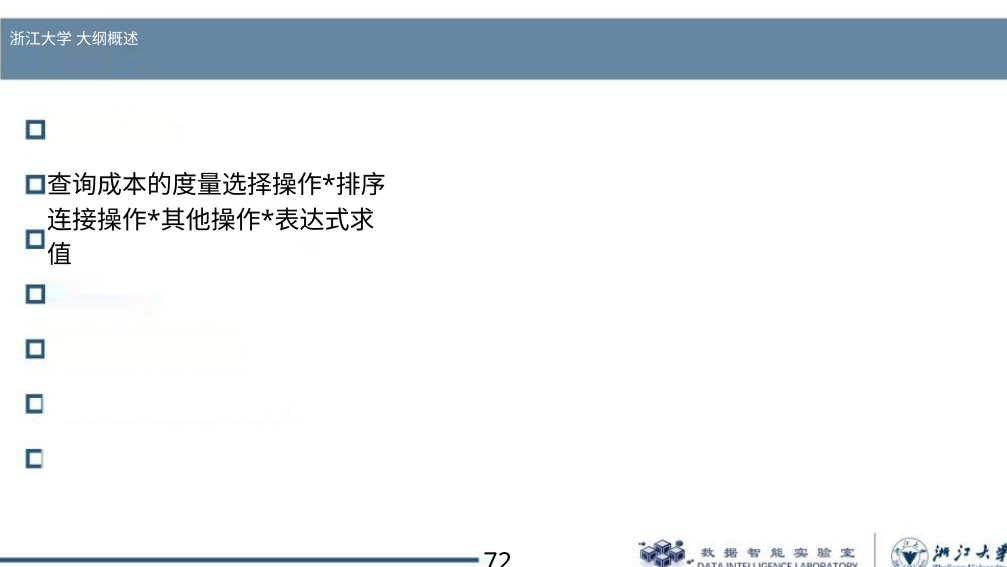 浙江大学 大纲概述
查询成本的度量选择操作*排序
连接操作*其他操作*表达式求
值
72
数据智能实验室
DATA INTELLIGENCE LABORATORY
浙江大学